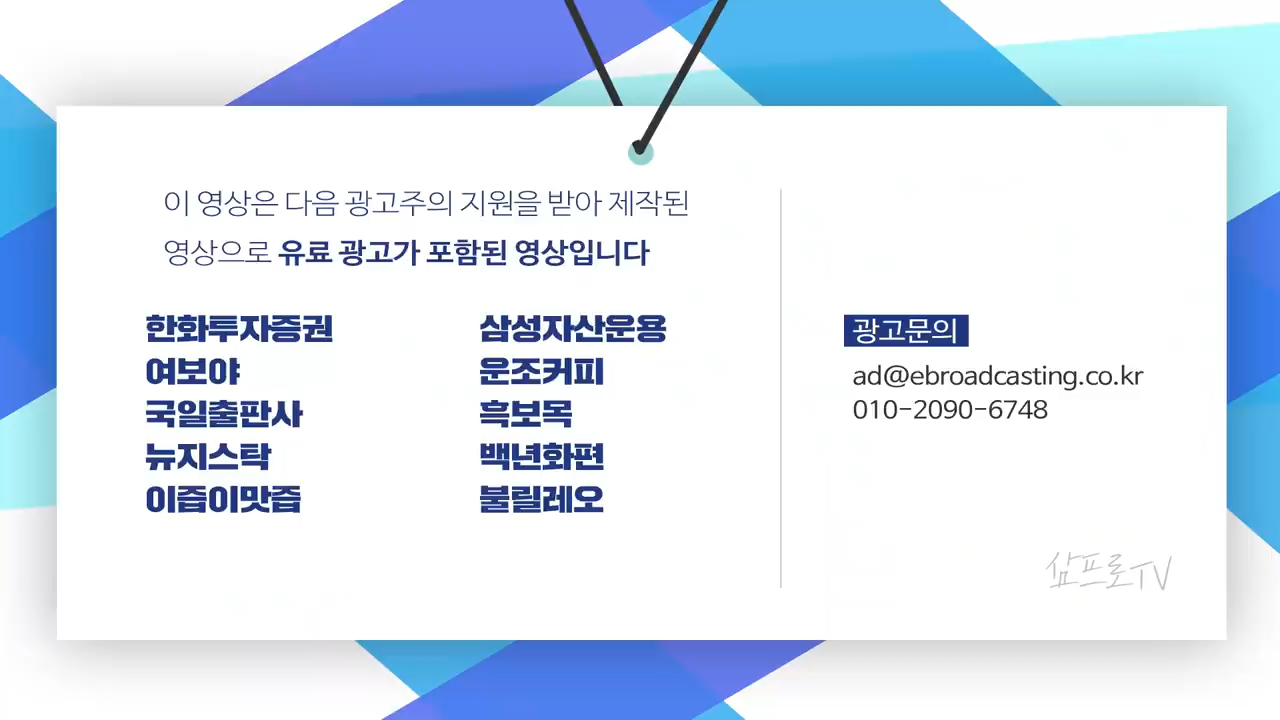 이 영상은 다음 광고주의 지원을 받아 제작된
영상으로 유료 광고가 포함된 영상입니다
한화투자증권
여보야
국일출판사
뉴지스탁
이즙이맛즙
삼성자산운용
운조커피
흑보목
백년화편
불릴레오
광고문의
ad@ebroadcasting.co.kr
010-2090-6748
삼프로TV